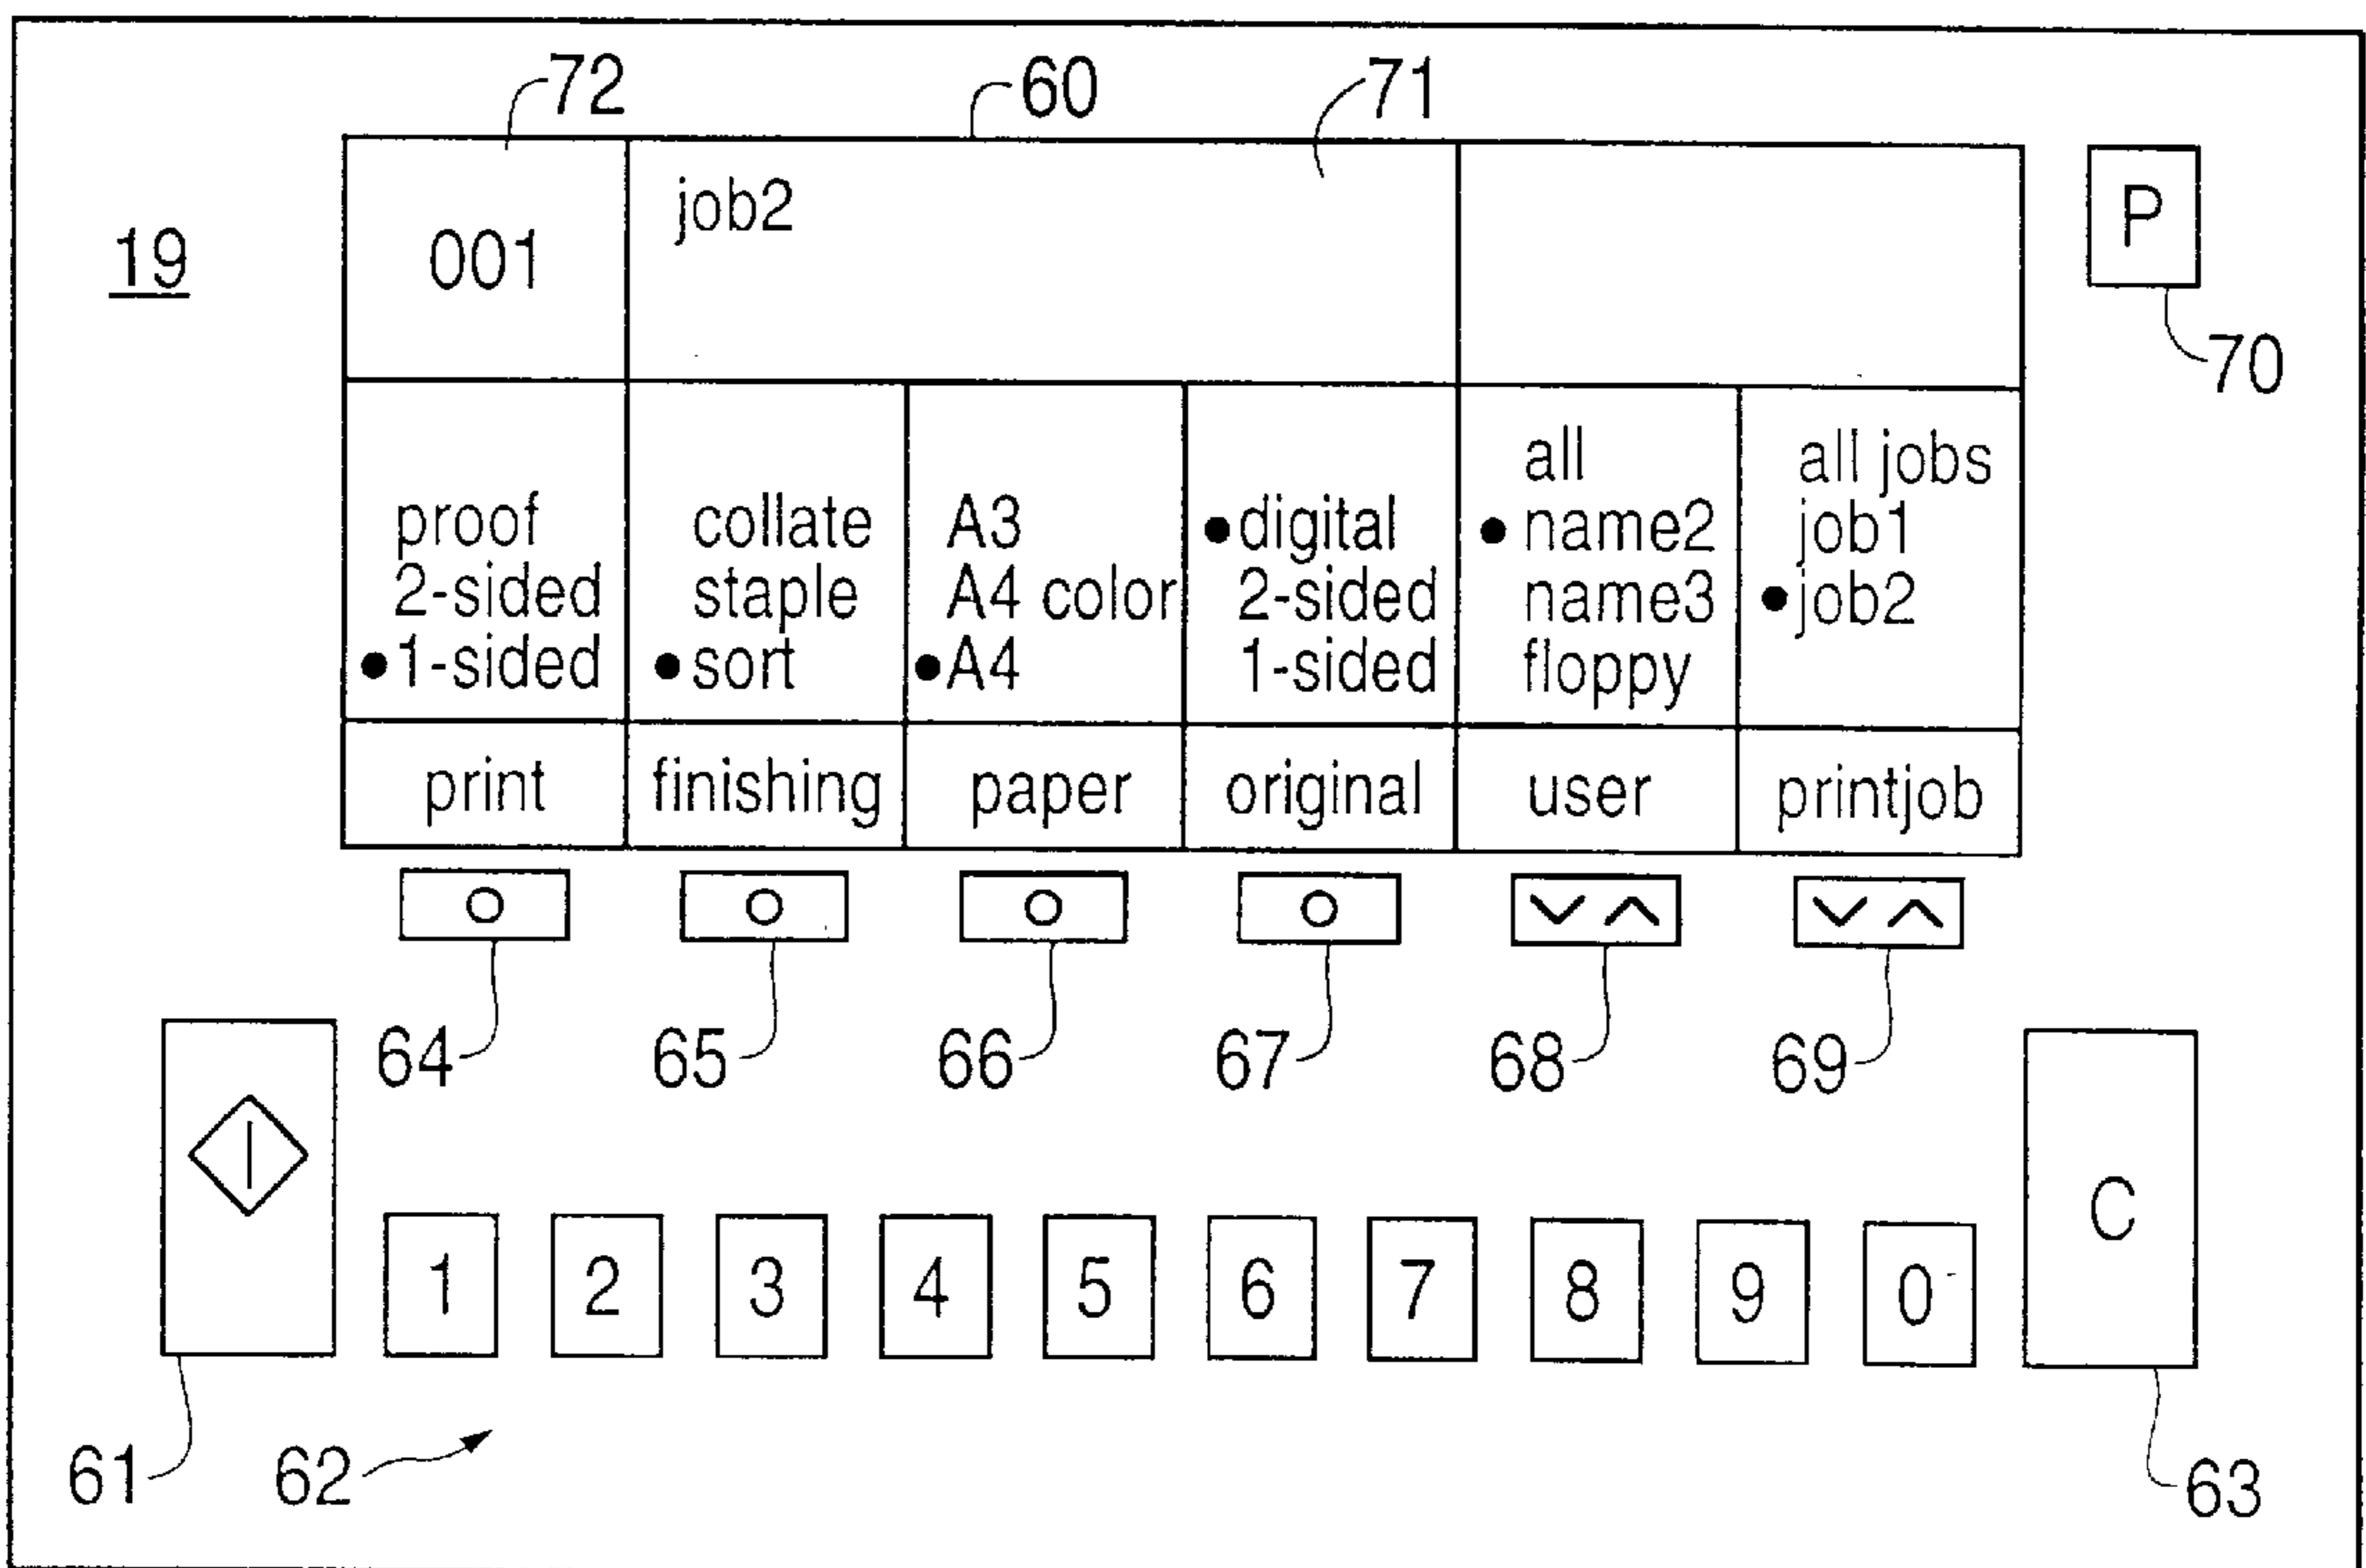 72 60 71
19
001
job2
P
70
proof
2-sided
1-sided
collate
staple
sort
A3
A4 color
A4
digital
2-sided
1-sided
all
name2
name3
floppy
all jobs
job1
job2
print finishing paper original user printjob
64 65 66 67 68 69
1 2 3 4 5 6 7 8 9 0
C
61 62 63